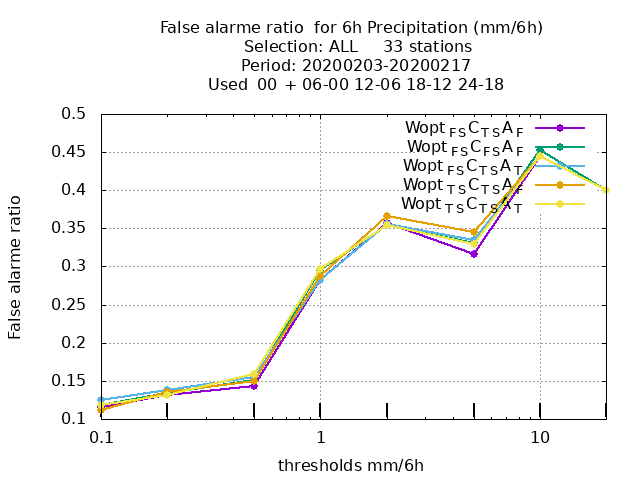 False alarme ratio  for 6h Precipitation (mm/6h)
Selection: ALL     33 stations
Period: 20200203-20200217
Used  00 + 06-00 12-06 18-12 24-18
0.5
0.45
0.4
0.35
0.3
0.25
0.2
0.15
0.1
False alarme ratio
Wopt FS C TS A F
Wopt FS C FS A F
Wopt FS C TS A T
Wopt TS C TS A F
Wopt TS C TS A T
0.1 1 10
thresholds mm/6h